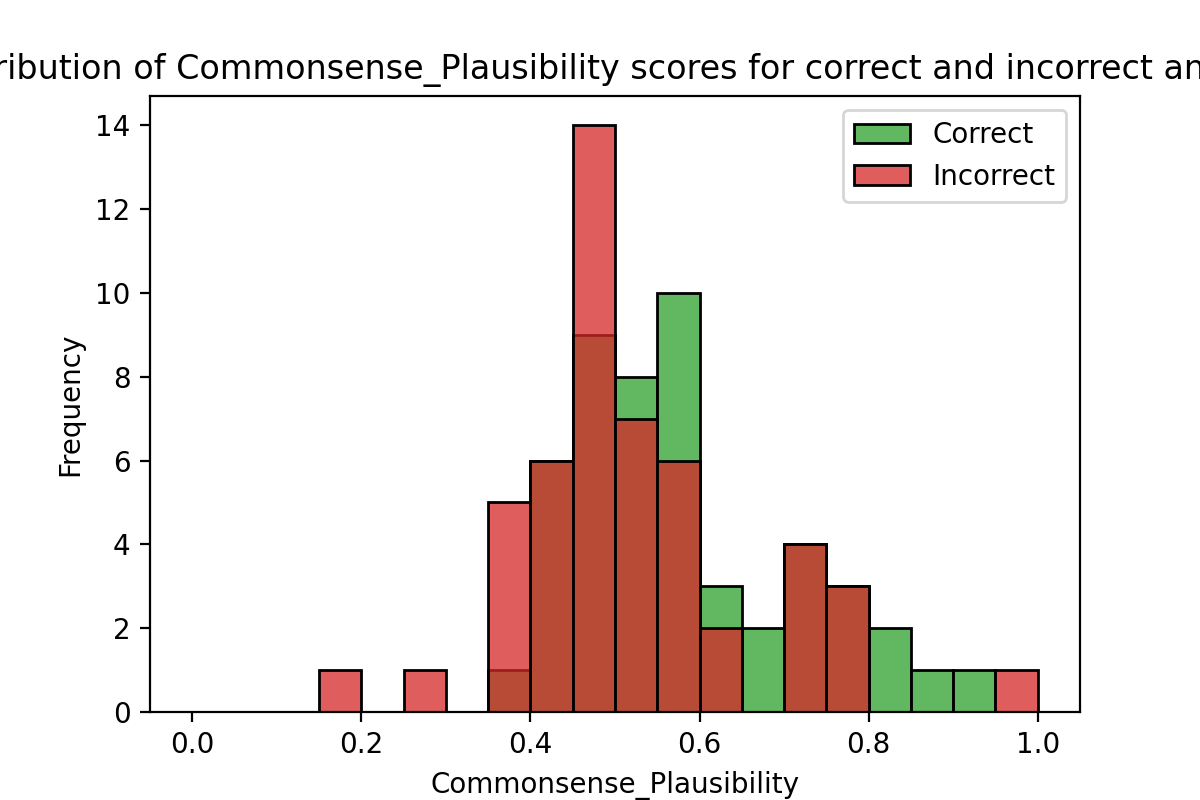 ribution of Commonsense_Plausibility scores for correct and incorrect an
Correct
Incorrect
14
12
10
8
6
4
2
0
Frequency
0.0 0.2 0.4 0.6 0.8 1.0
Commonsense_Plausibility